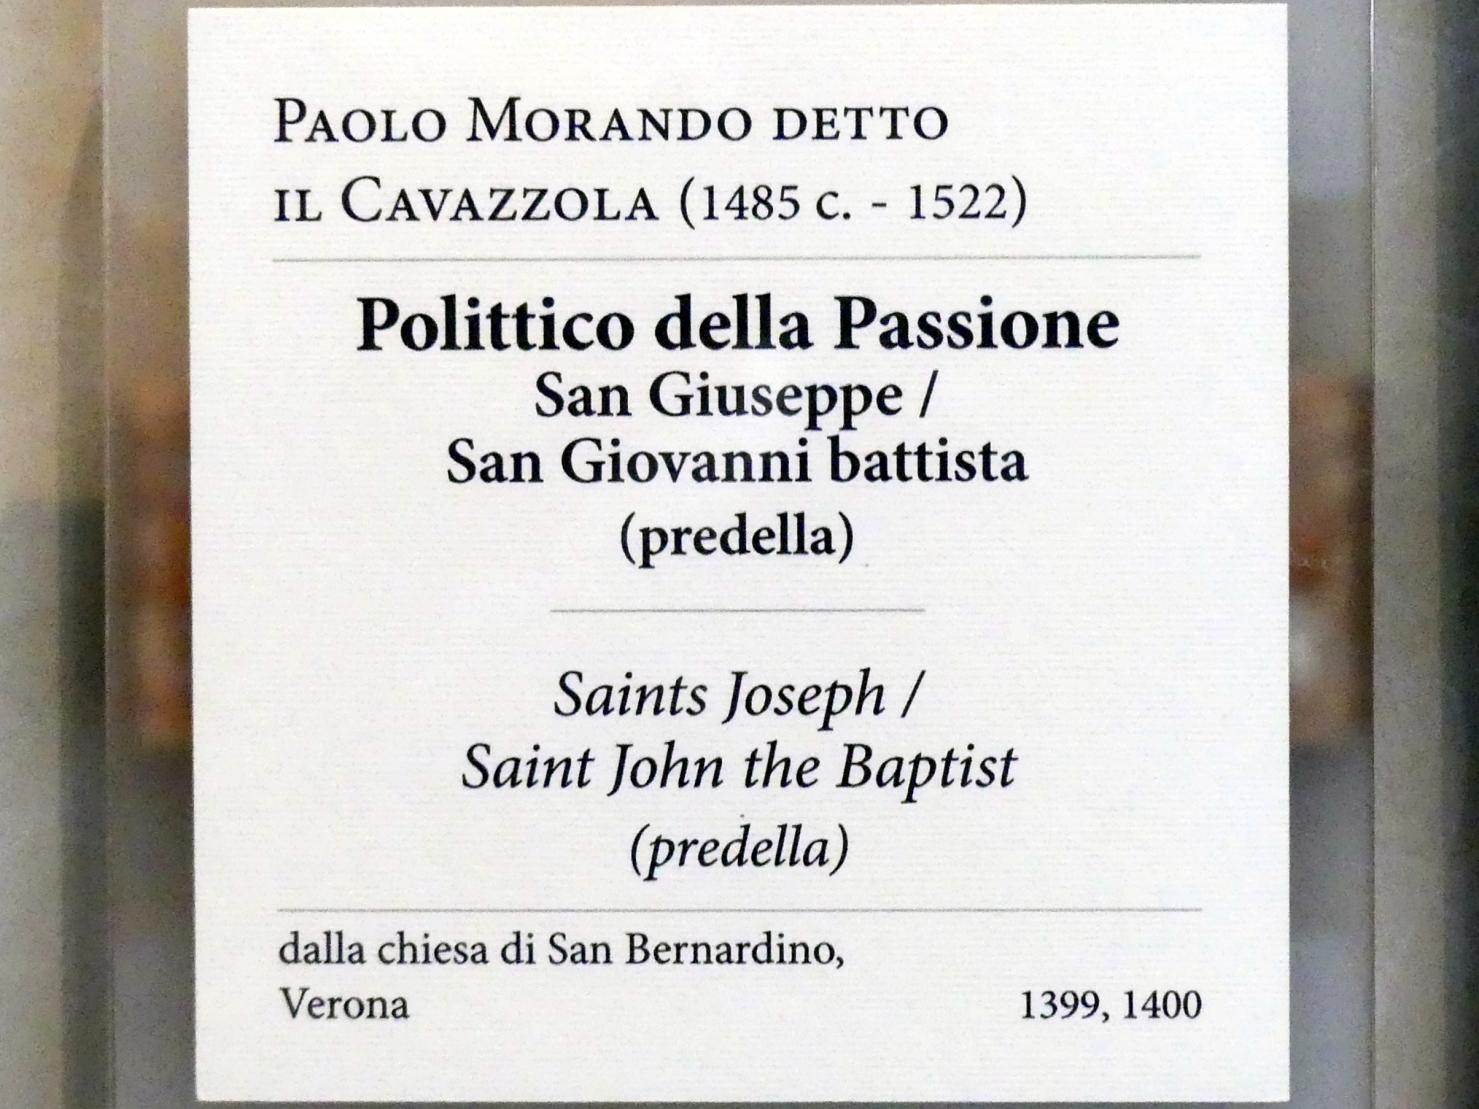 Paolo Morando detto
il Cavazzola (1485 c. - 1522)
Polittico della Passione
San Giuseppe /
San Giovanni battista
(predella)
Saints Joseph /
Saint John the Baptist
(predella)
dalla chiesa di San Bernardino,
Verona 1399, 1400